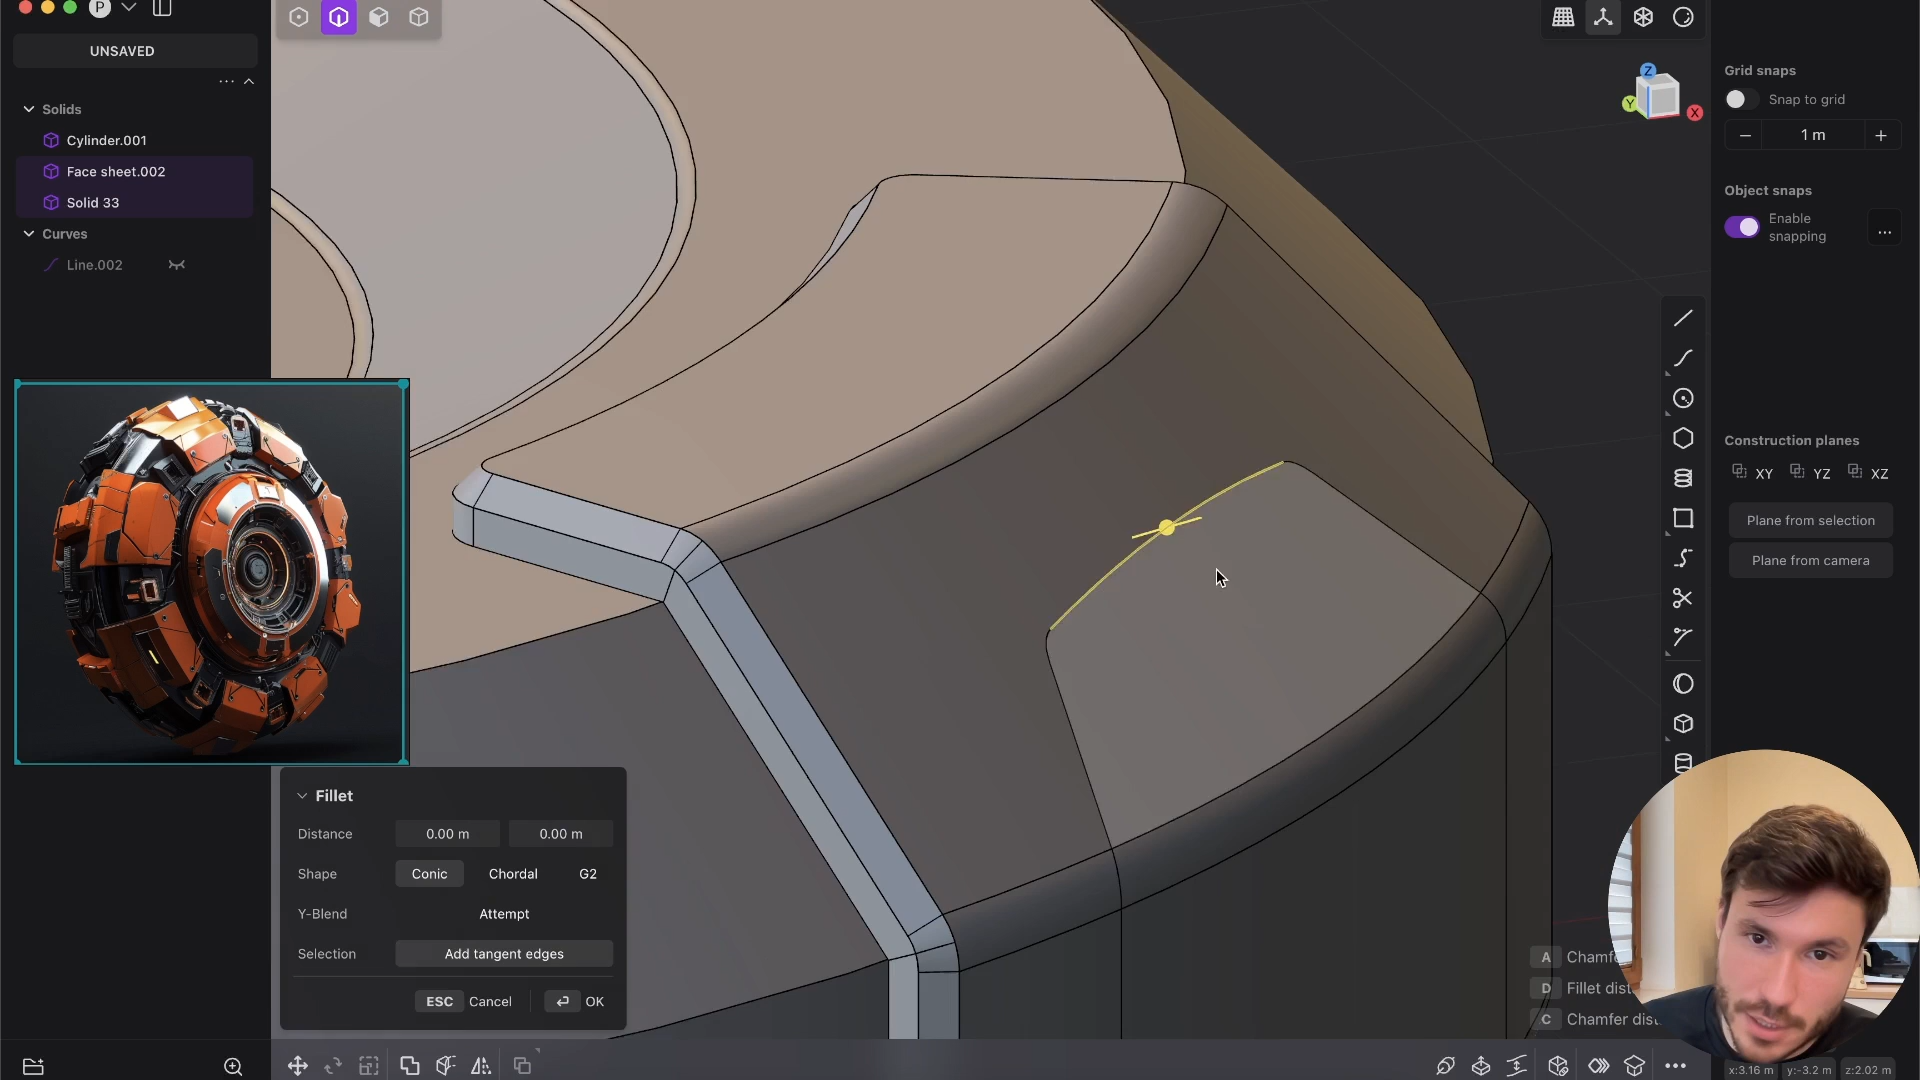 P
UNSAVED
Solids
Cylinder.001
Face sheet.002
Solid 33
Curves
Line.002
Z
Y
X
Grid snaps
Snap to grid
1 m
Object snaps
Enable
snapping
Construction planes
XY YZ XZ
Plane from selection
Plane from camera
Fillet
Distance 0.00 m 0.00 m
Shape Conic Chordal G2
Y-Blend Attempt
Selection Add tangent edges
ESC Cancel OK
A Chamfe
D Fillet dist
C Chamfer dist
x:3.16 m y:-3.2 m z:2.02 m